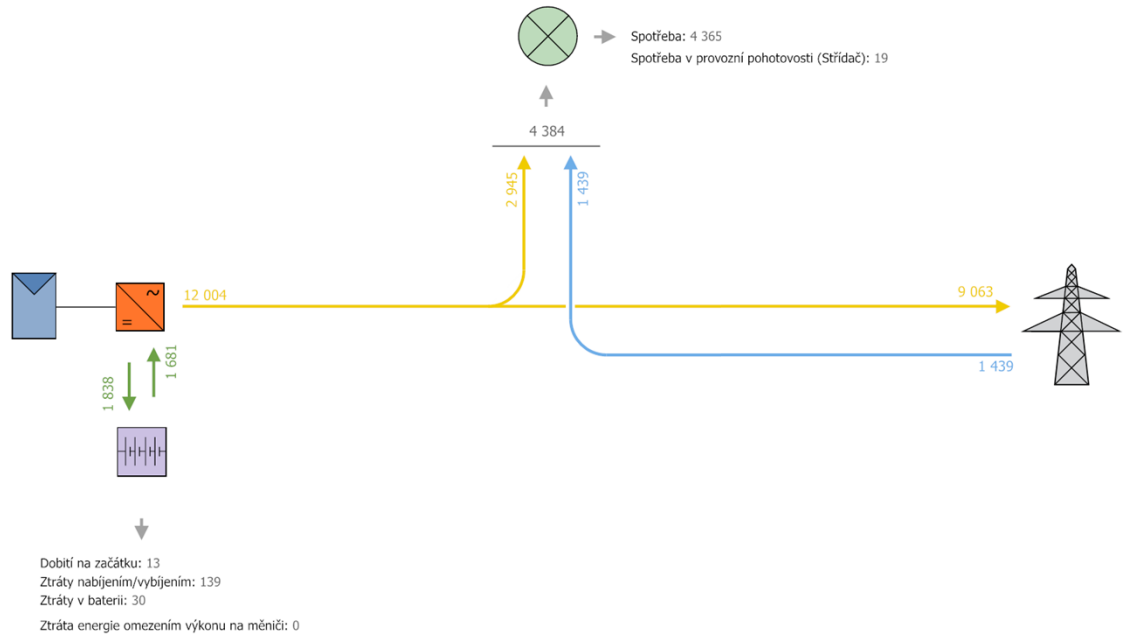 Spotřeba: 4 365
Spotřeba v provozní pohotovosti (Střídač): 19
4 384
2 945
1 439
12 004
9 063
1 439
1 838
1 681
Dobití na začátku: 13
Ztráty nabíjením/vybíjením: 139
Ztráty v baterii: 30
Ztráta energie omezením výkonu na měniči: 0